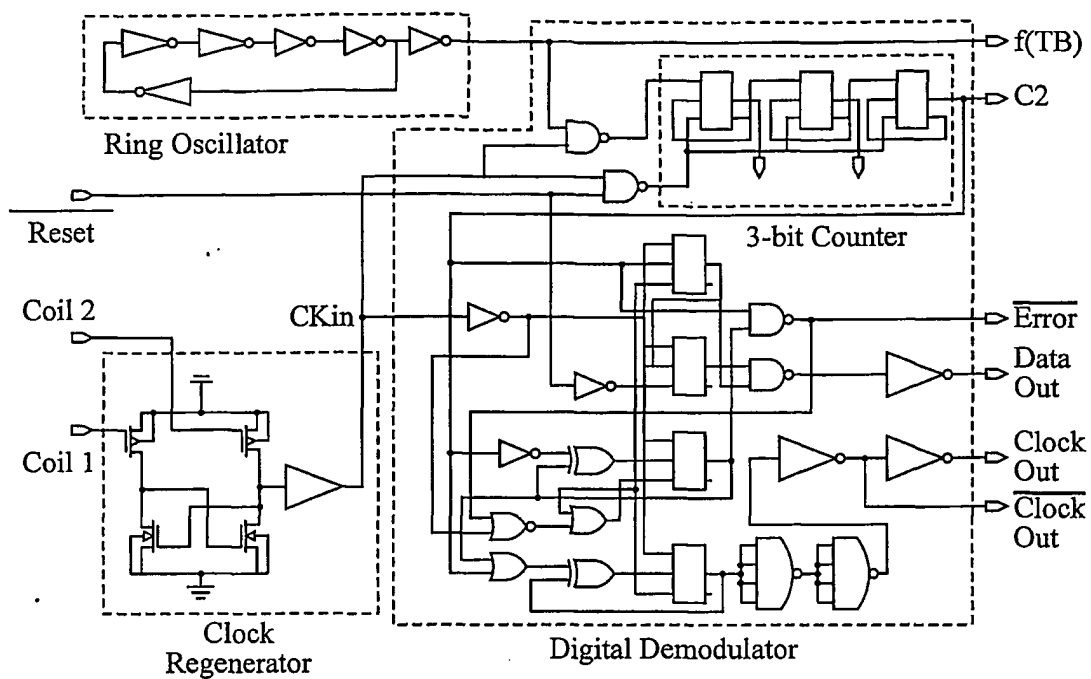 f(TB)
C2
Ring Oscillator
Reset
3-bit Counter
Coil 2
CKin
Error
Data
Out
Coil 1
Clock
Out
Clock
Out
Clock
Regenerator
Digital Demodulator